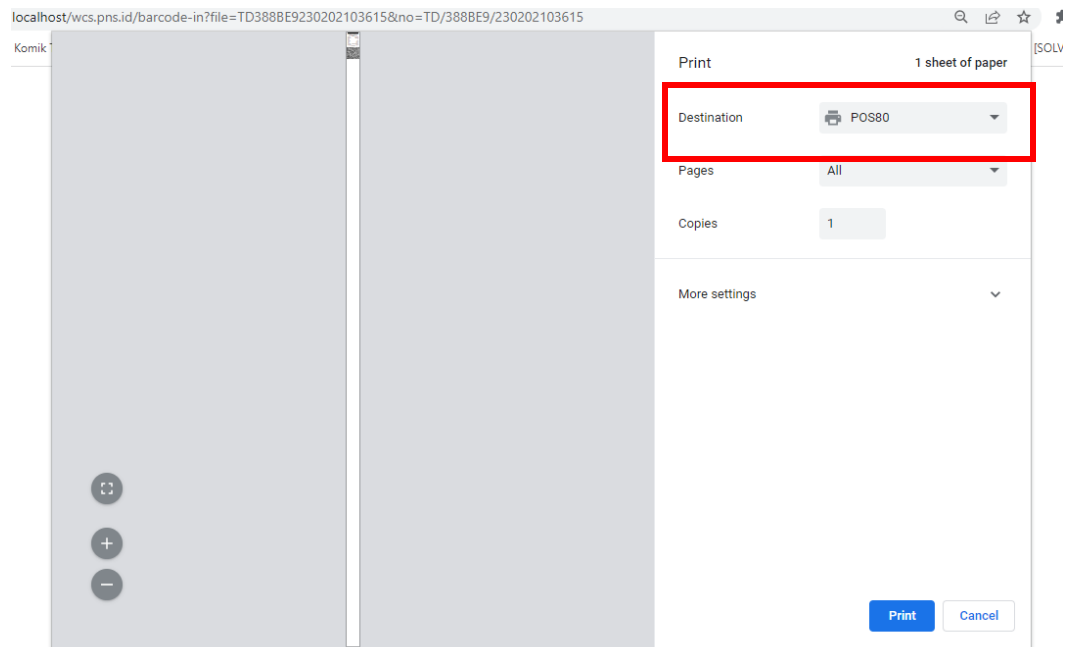 localhost/wcs.pns.id/barcode-in?file=TD388BE9230202103615&no=TD/388BE9/230202103615
Komik
[SOLV
Print
1 sheet of paper
Destination
POS80
Pages
All
Copies
1
More settings
Print
Cancel